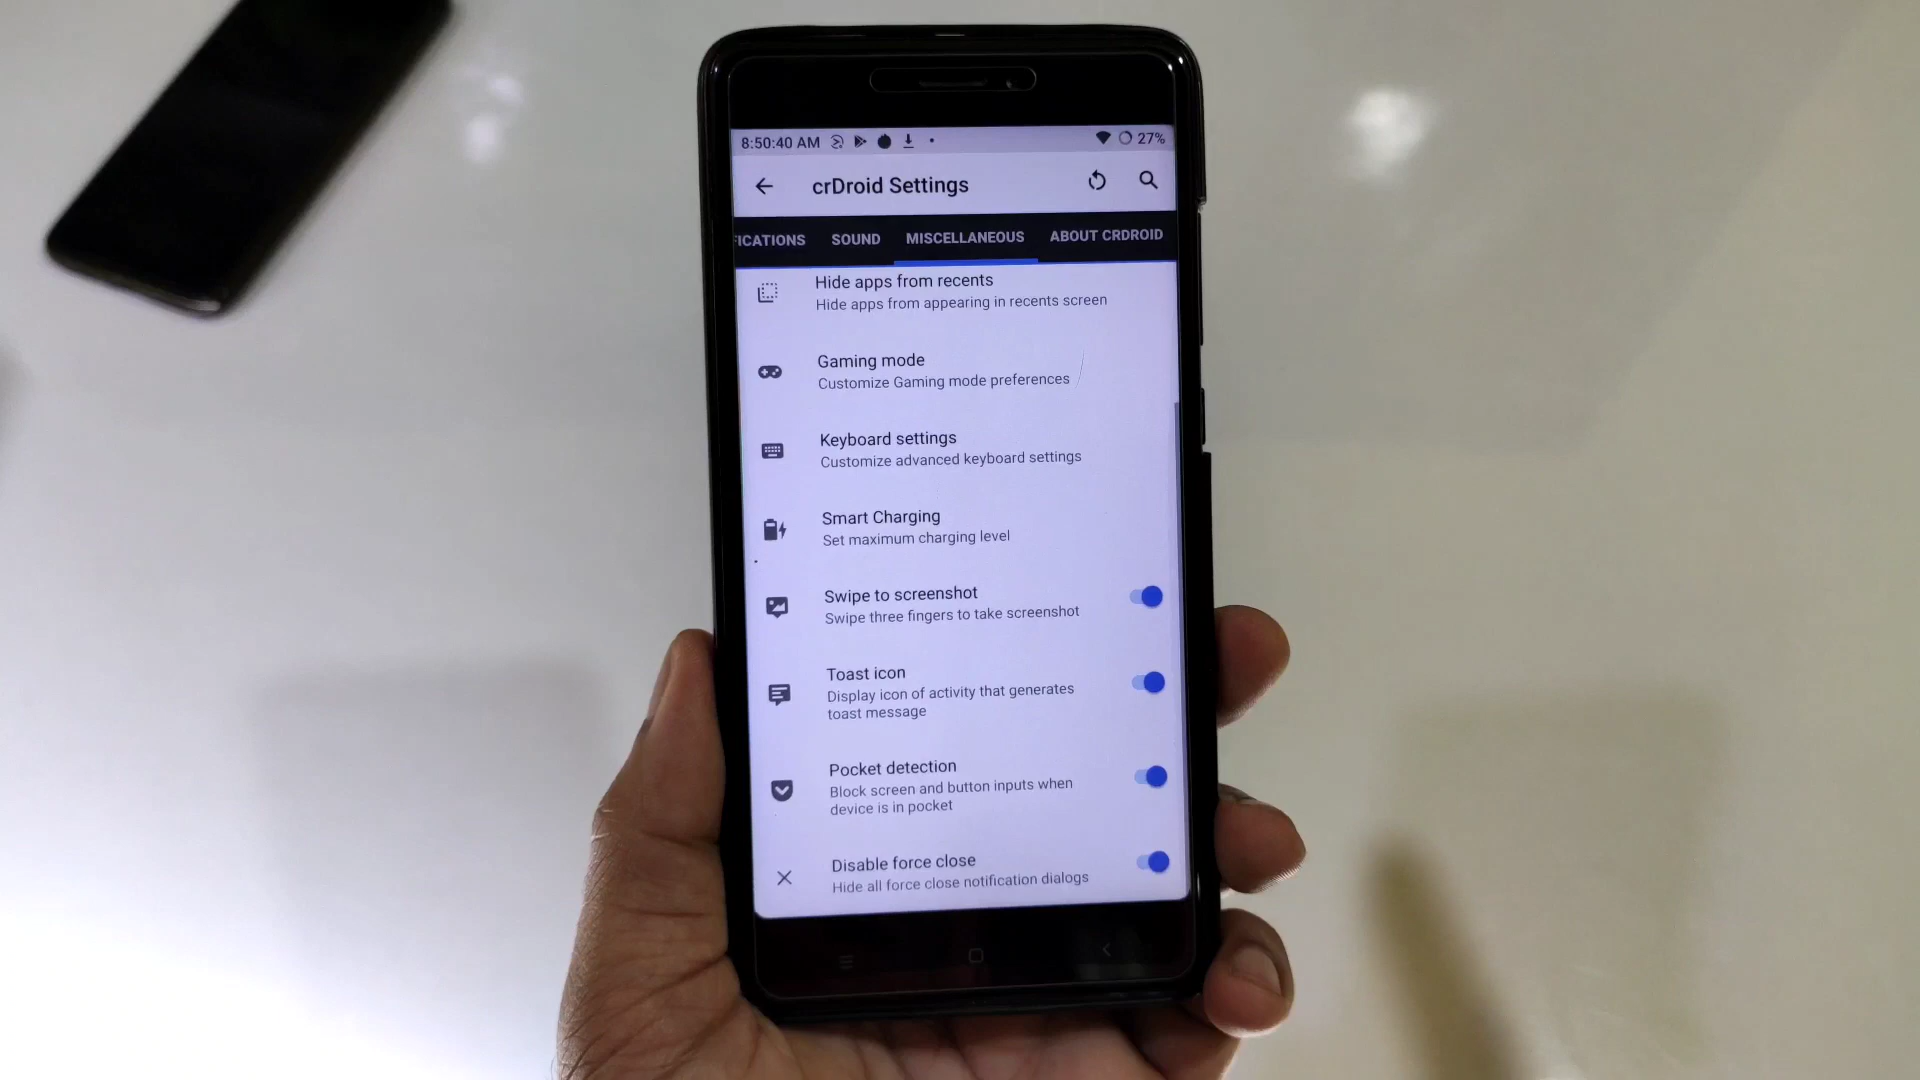 8:50:40 AM 27%
crDroid Settings
FICATIONS SOUND MISCELLANEOUS ABOUT CRDROID
Hide apps from recents
Hide apps from appearing in recents screen
Gaming mode
Customize Gaming mode preferences
Keyboard settings
Customize advanced keyboard settings
Smart Charging
Set maximum charging level
Swipe to screenshot
Swipe three fingers to take screenshot
Toast icon
Display icon of activity that generates
toast message
Pocket detection
Block screen and button inputs when
device is in pocket
Disable force close
Hide all force close notification dialogs